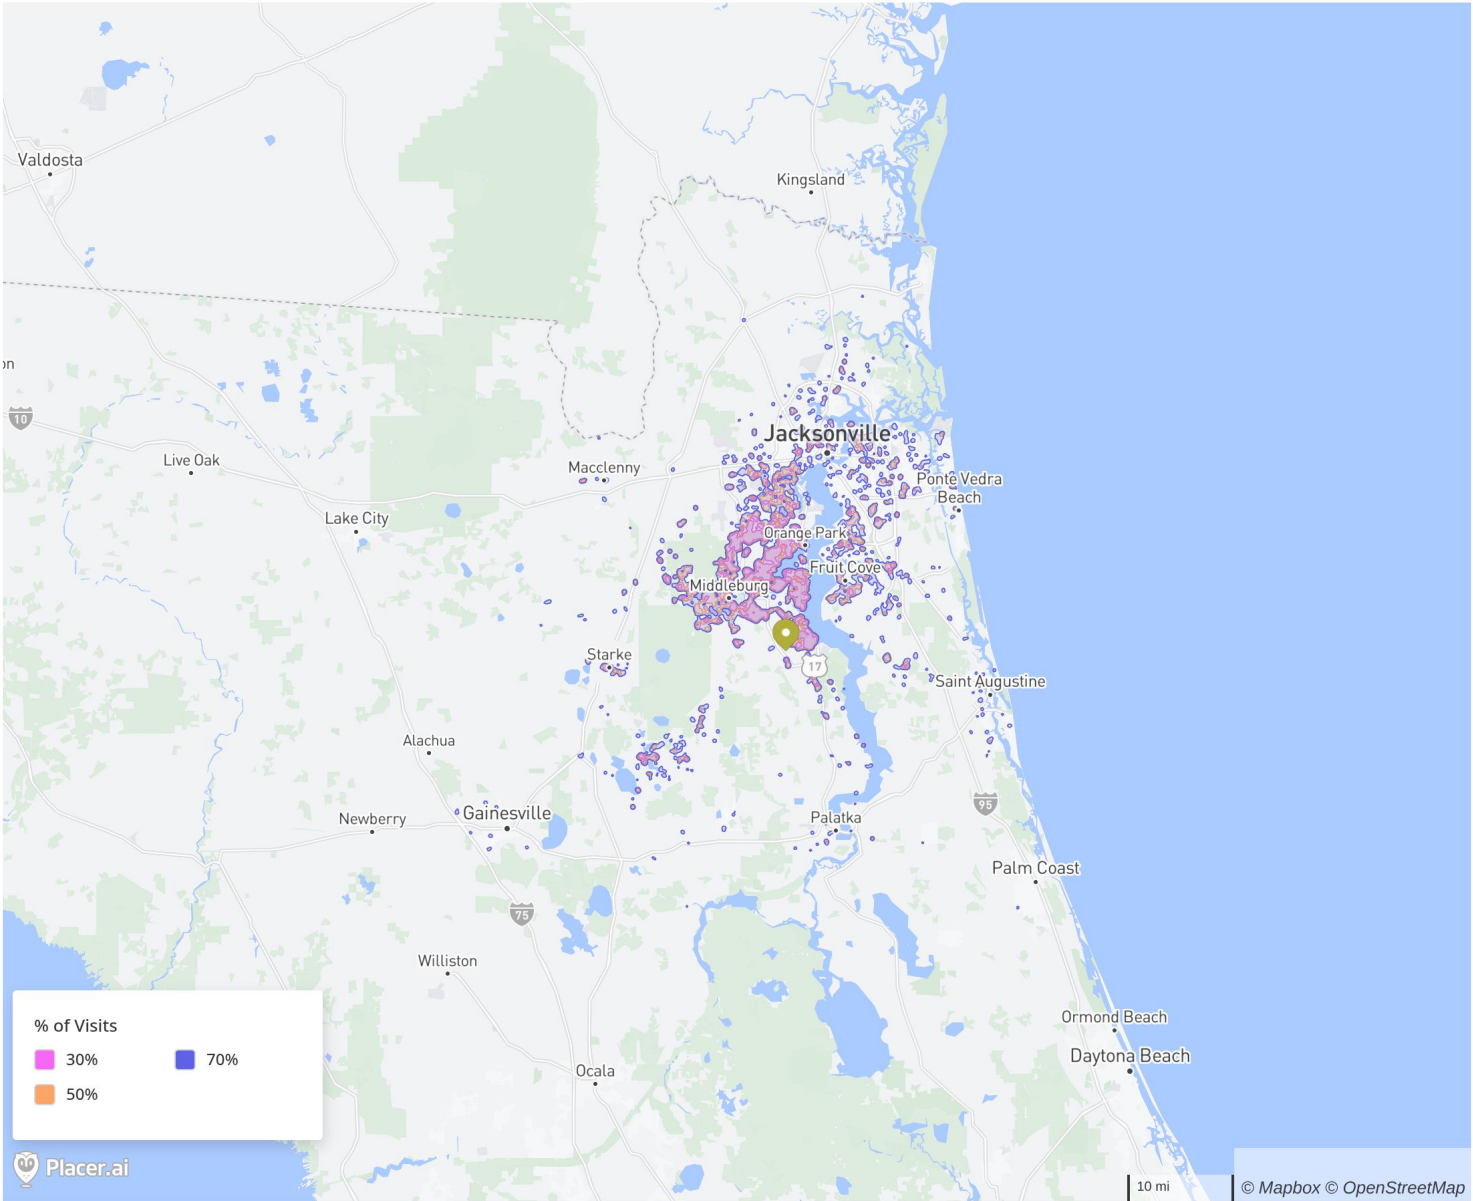 Valdosta
Kingsland
on
10
Live Oak
Jacksonville
Macclenny
Ponte Vedra
Beach
Lake City
Orange Park
Fruit Cove
Middleburg
Starke
17
Saint Augustine
Alachua
95
Gainesville
Newberry
Palatka
Palm Coast
75
Williston
Ormond Beach
Daytona Beach
Ocala
% of Visits
30%
70%
50%
Placer.ai
10 mi
© Mapbox © OpenStreetMap